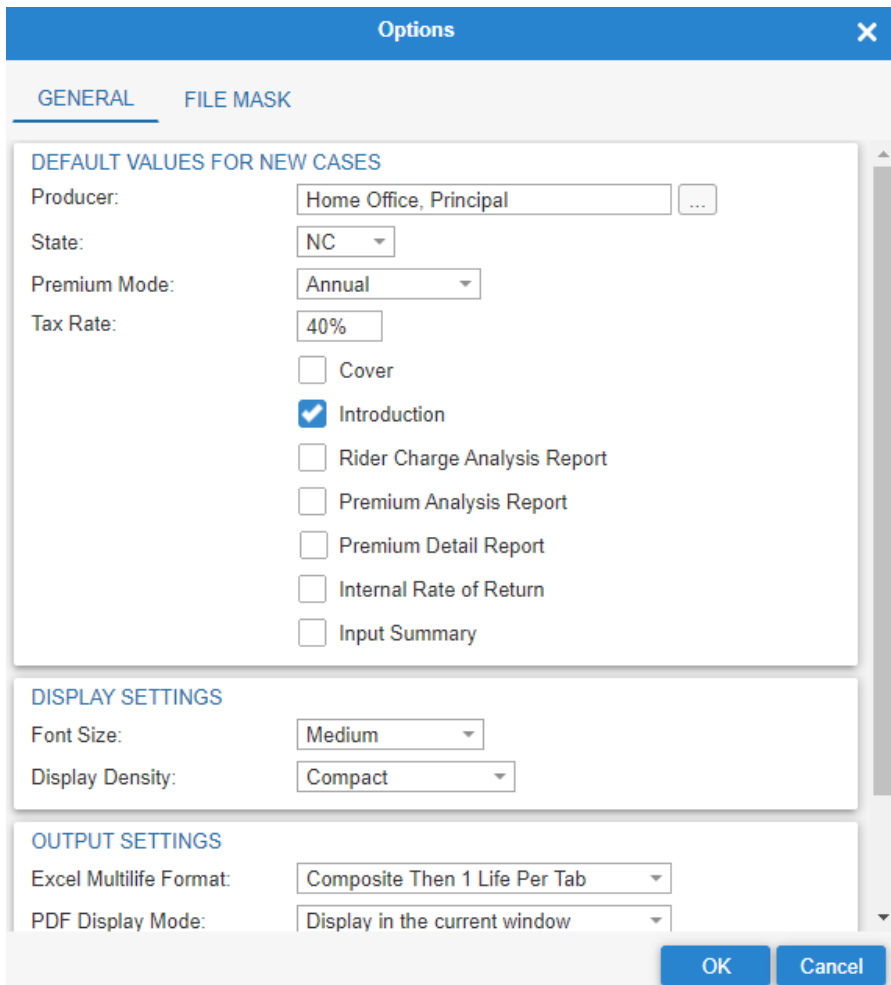 Options
GENERAL FILE MASK
DEFAULT VALUES FOR NEW CASES
Producer: Home Office, Principal ...
State: NC
Premium Mode: Annual
Tax Rate: 40%
Cover
Introduction
Rider Charge Analysis Report
Premium Analysis Report
Premium Detail Report
Internal Rate of Return
Input Summary
DISPLAY SETTINGS
Font Size: Medium
Display Density: Compact
OUTPUT SETTINGS
Excel Multilife Format: Composite Then 1 Life Per Tab
PDF Display Mode: Display in the current window
OK Cancel